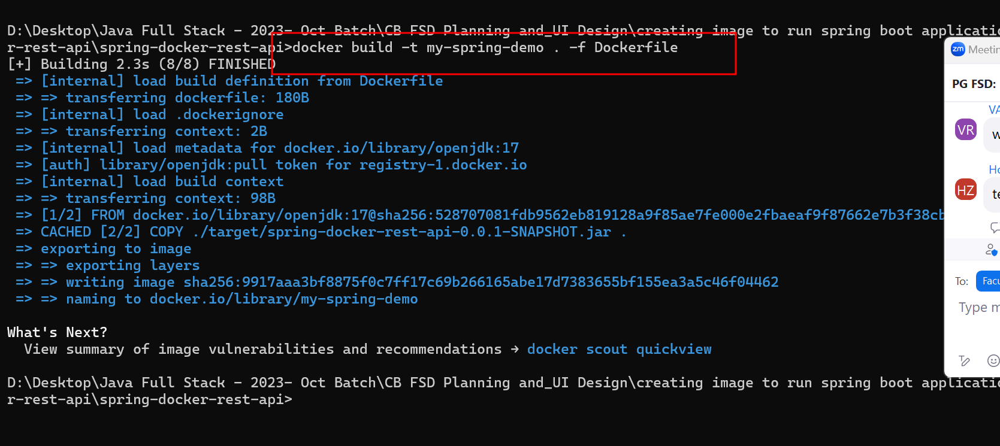 D:\Desktop\Java Full Stack - 2023- Oct Batch\CB FSD Planning and_UI Design\creating image to run spring boot applicatio
r-rest-api\spring-docker-rest-api>docker build -t my-spring-demo . -f Dockerfile
[+] Building 2.3s (8/8) FINISHED
=> [internal] load build definition from Dockerfile
=> => transferring dockerfile: 180B
=> [internal] load .dockerignore
=> => transferring context: 2B
=> [internal] load metadata for docker.io/library/openjdk:17
=> [auth] library/openjdk:pull token for registry-1.docker.io
=> [internal] load build context
=> => transferring context: 98B
=> [1/2] FROM docker.io/library/openjdk:17@sha256:528707081fdb9562eb819128a9f85ae7fe000e2fbaeaf9f87662e7b3f38cb
=> CACHED [2/2] COPY ./target/spring-docker-rest-api-0.0.1-SNAPSHOT.jar .
=> exporting to image
=> => exporting layers
=> => writing image sha256:9917aaa3bf8875f0c7ff17c69b266165abe17d7383655bf155ea3a5c46f04462
=> => naming to docker.io/library/my-spring-demo
What's Next?
View summary of image vulnerabilities and recommendations → docker scout quickview
D:\Desktop\Java Full Stack - 2023- Oct Batch\CB FSD Planning and_UI Design\creating image to run spring boot applicatio
r-rest-api\spring-docker-rest-api>
zm Meetin
PG FSD:
VA
VR w
Ho
HZ te
To: Facu
Type m